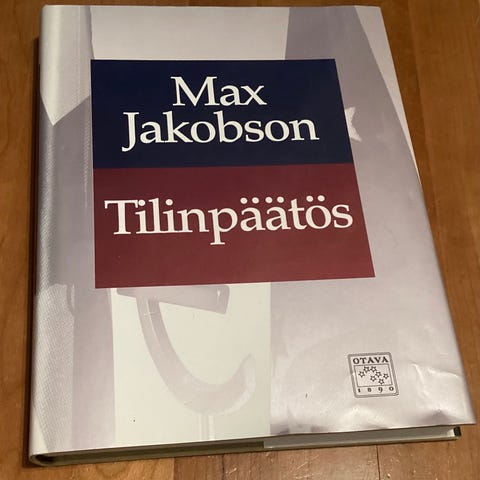 Max
Jakobson
Tilinpäätös
OTAVA
1890